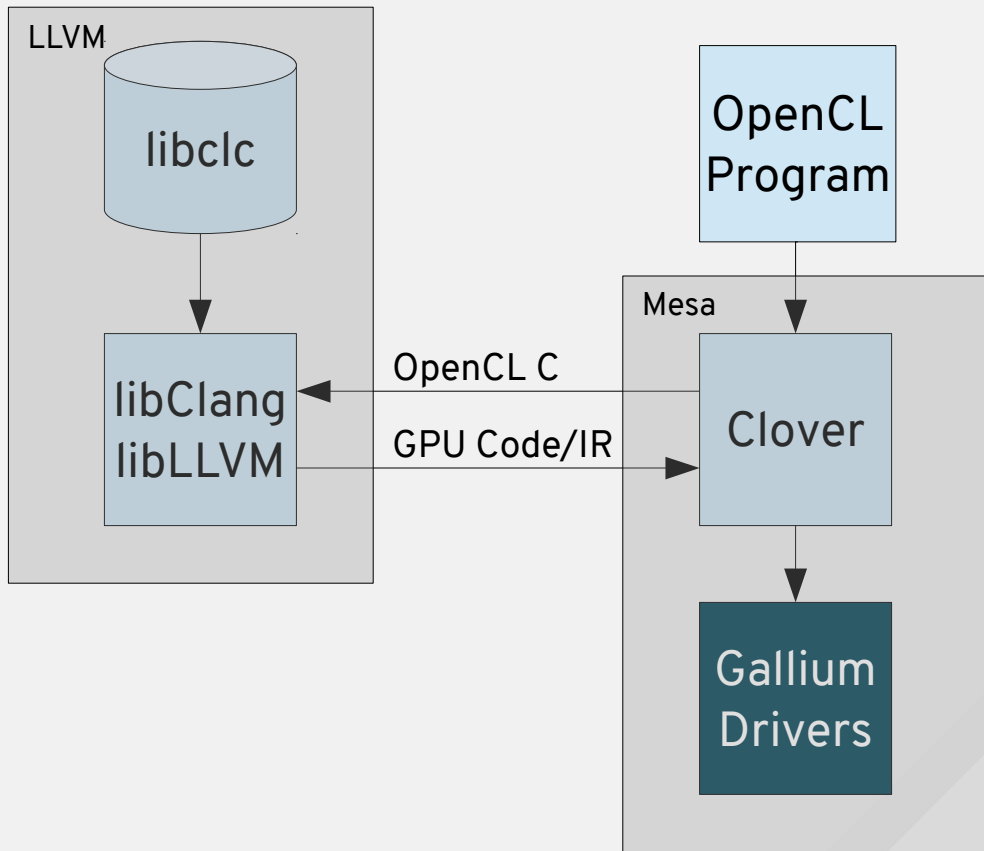 LLVM
libclc
OpenCL
Program
Mesa
libClang
libLLVM
OpenCL C
GPU Code/IR
Clover
Gallium
Drivers